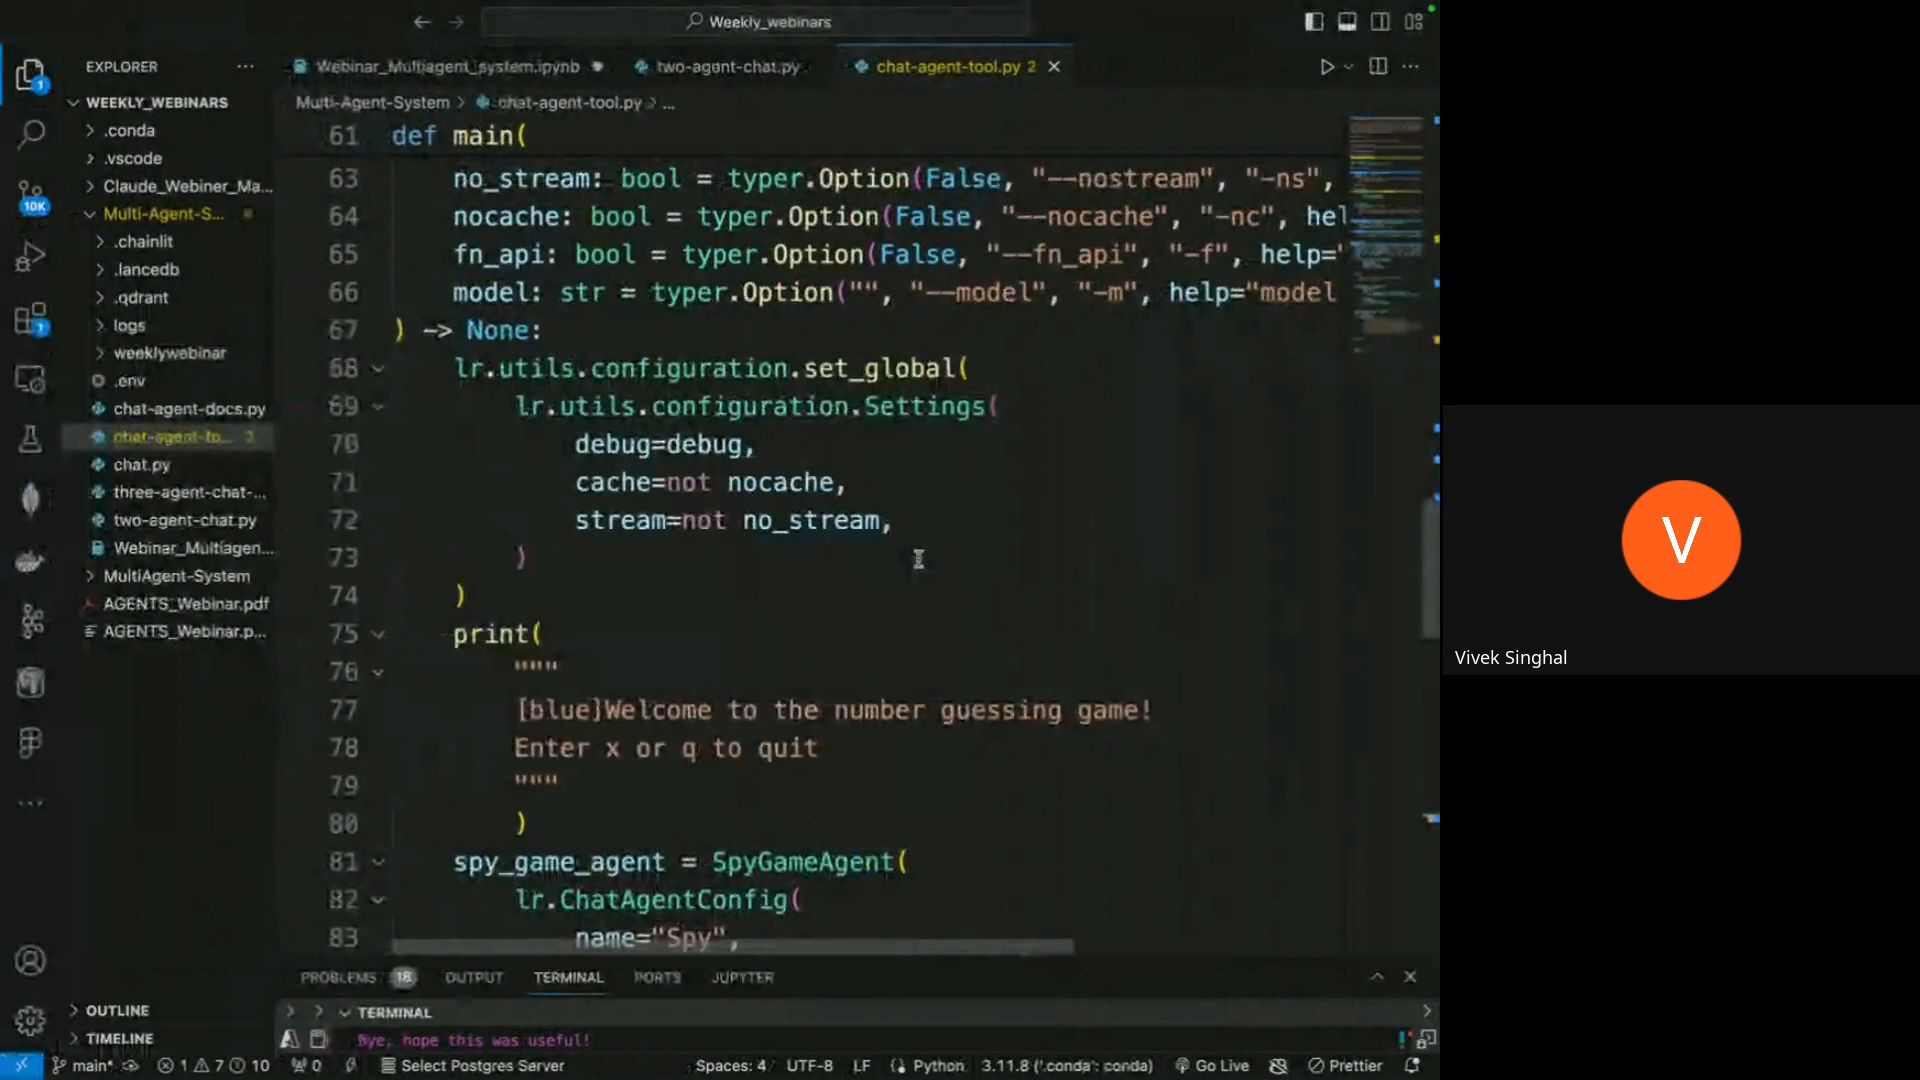 Weekly_webinars
EXPLORER
WEEKLY_WEBINARS
.conda
.vscode
Claude_Webiner_Ma...
Multi-Agent-S...
.chainlit
.lancedb
.qdrant
logs
weeklywebinar
.env
chat-agent-docs.py
chat-agent-to... 2
chat.py
three-agent-chat-...
two-agent-chat.py
Webinar_Multiagen...
MultiAgent-System
AGENTS_Webinar.pdf
AGENTS_Webinar.p...
OUTLINE
TIMELINE
1
10K
1
Webinar_Multiagent_system.ipynb
two-agent-chat.py
chat-agent-tool.py 2
Multi-Agent-System > chat-agent-tool.py > ...
61 def main(
63 no_stream: bool = typer.Option(False, "--nostream", "-ns",
64 nocache: bool = typer.Option(False, "--nocache", "-nc", hel
65 fn_api: bool = typer.Option(False, "--fn_api", "-f", help="
66 model: str = typer.Option("", "--model", "-m", help="model
67 ) -> None:
68 lr.utils.configuration.set_global(
69 lr.utils.configuration.Settings(
70 debug=debug,
71 cache=not nocache,
72 stream=not no_stream,
73 )
74 )
75 print(
76 """
77 [blue]Welcome to the number guessing game!
78 Enter x or q to quit
79 """
80 )
81 spy_game_agent = SpyGameAgent(
82 lr.ChatAgentConfig(
83 name="Spy",
PROBLEMS 18 OUTPUT TERMINAL PORTS JUPYTER
TERMINAL
Bye, hope this was useful!
main* 1 7 10 0 Select Postgres Server Spaces: 4 UTF-8 LF Python 3.11.8 ('.conda': conda) Go Live Prettier
V
Vivek Singhal